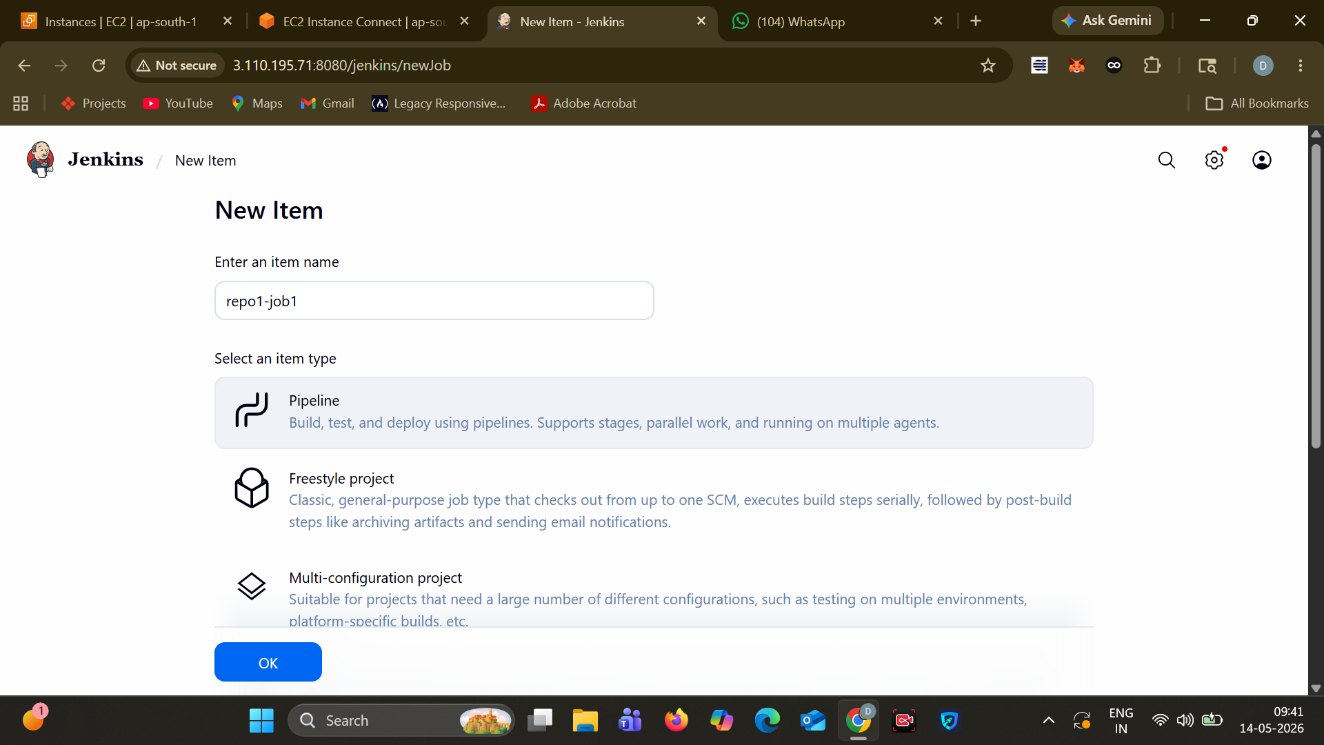 Instances | EC2 | ap-south-1
EC2 Instance Connect | ap-so
New Item - Jenkins
(104) WhatsApp
Ask Gemini
Not secure
3.110.195.71:8080/jenkins/newJob
D
Projects
YouTube
Maps
Gmail
Legacy Responsive...
Adobe Acrobat
All Bookmarks
Jenkins / New Item
New Item
Enter an item name
repo1-job1
Select an item type
Pipeline
Build, test, and deploy using pipelines. Supports stages, parallel work, and running on multiple agents.
Freestyle project
Classic, general-purpose job type that checks out from up to one SCM, executes build steps serially, followed by post-build
steps like archiving artifacts and sending email notifications.
Multi-configuration project
Suitable for projects that need a large number of different configurations, such as testing on multiple environments,
platform-specific builds, etc.
OK
1
Search
D
ENG
IN
09:41
14-05-2026